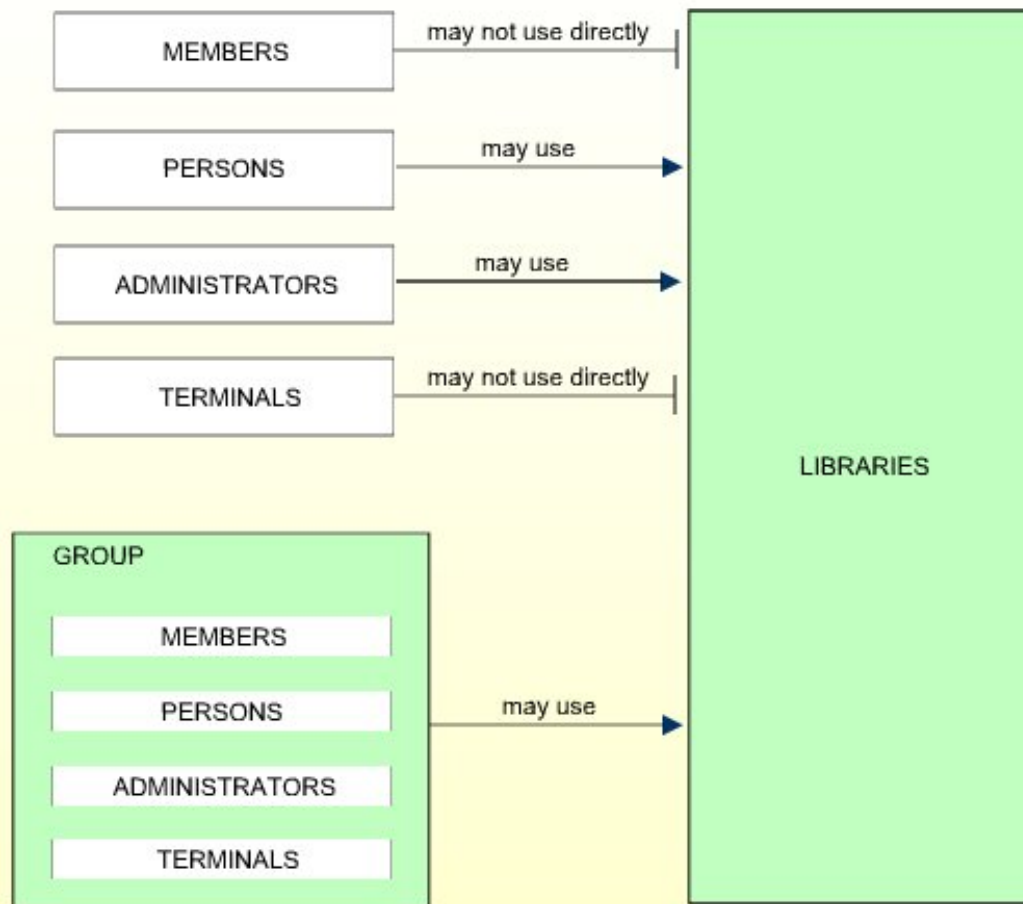 MEMBERS
may not use directly
PERSONS
may use
ADMINISTRATORS
may use
TERMINALS
may not use directly
LIBRARIES
GROUP
MEMBERS
PERSONS
ADMINISTRATORS
TERMINALS
may use